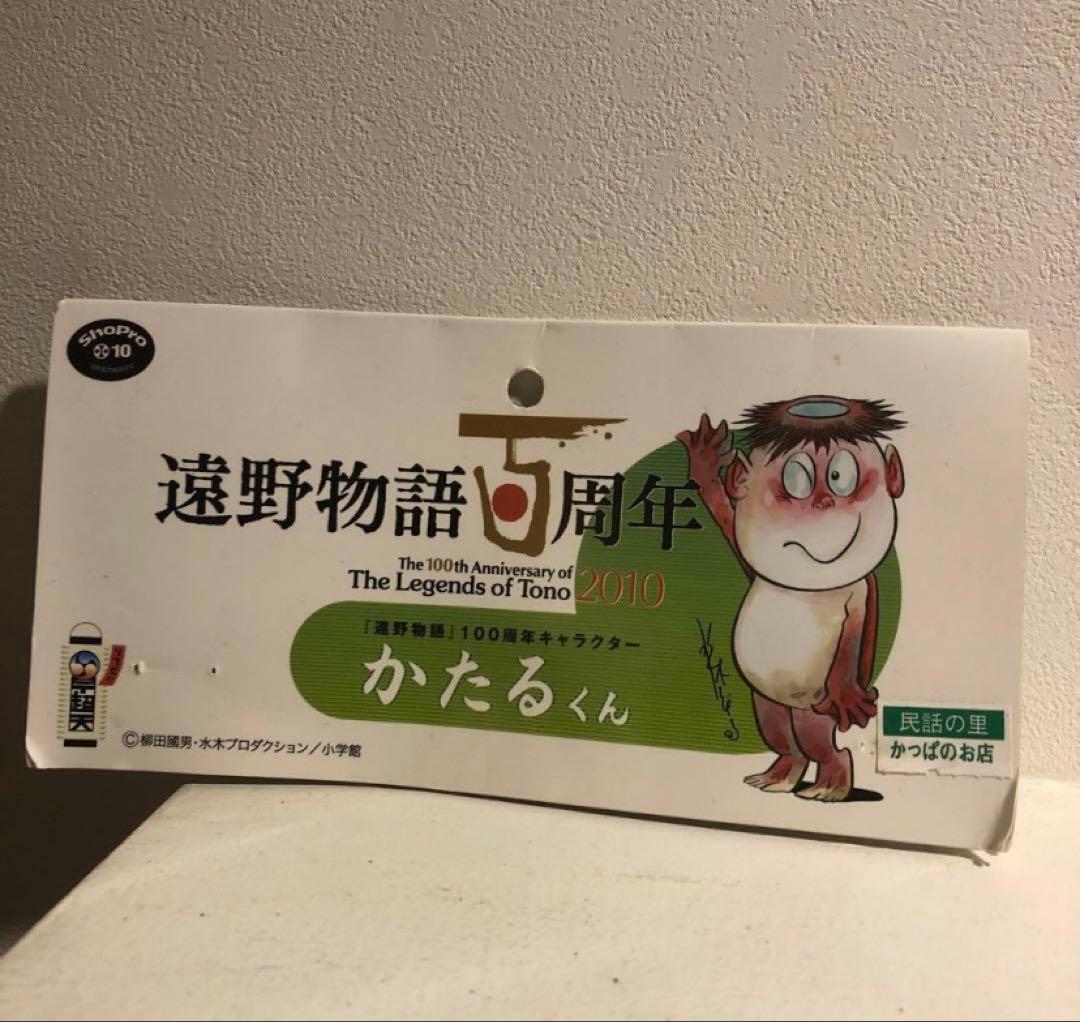 ShoPro
10
遠野物語百周年
The 100th Anniversary of
The Legends of Tono 2010
『遠野物語』100周年キャラクター
かたるくん
©柳田國男・水木プロダクション／小学館
民話の里
かっぱのお店